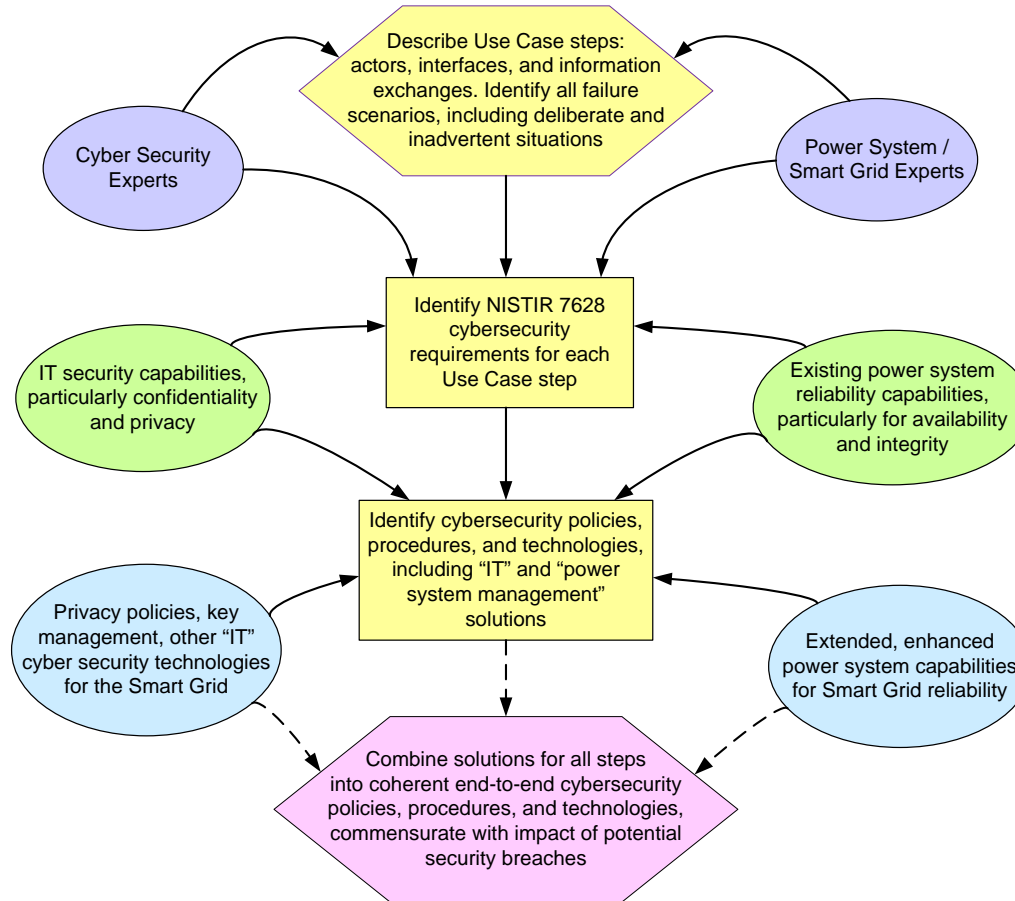 Describe Use Case steps:
actors, interfaces, and information
exchanges. Identify all failure
scenarios, including deliberate and
inadvertent situations
Cyber Security
Experts
Power System /
Smart Grid Experts
Identify NISTIR 7628
cybersecurity
requirements for each
Use Case step
IT security capabilities,
particularly confidentiality
and privacy
Existing power system
reliability capabilities,
particularly for availability
and integrity
Identify cybersecurity policies,
procedures, and technologies,
including “IT” and “power
system management”
solutions
Privacy policies, key
management, other “IT”
cyber security technologies
for the Smart Grid
Extended, enhanced
power system capabilities
for Smart Grid reliability
Combine solutions for all steps
into coherent end-to-end cybersecurity
policies, procedures, and technologies,
commensurate with impact of potential
security breaches